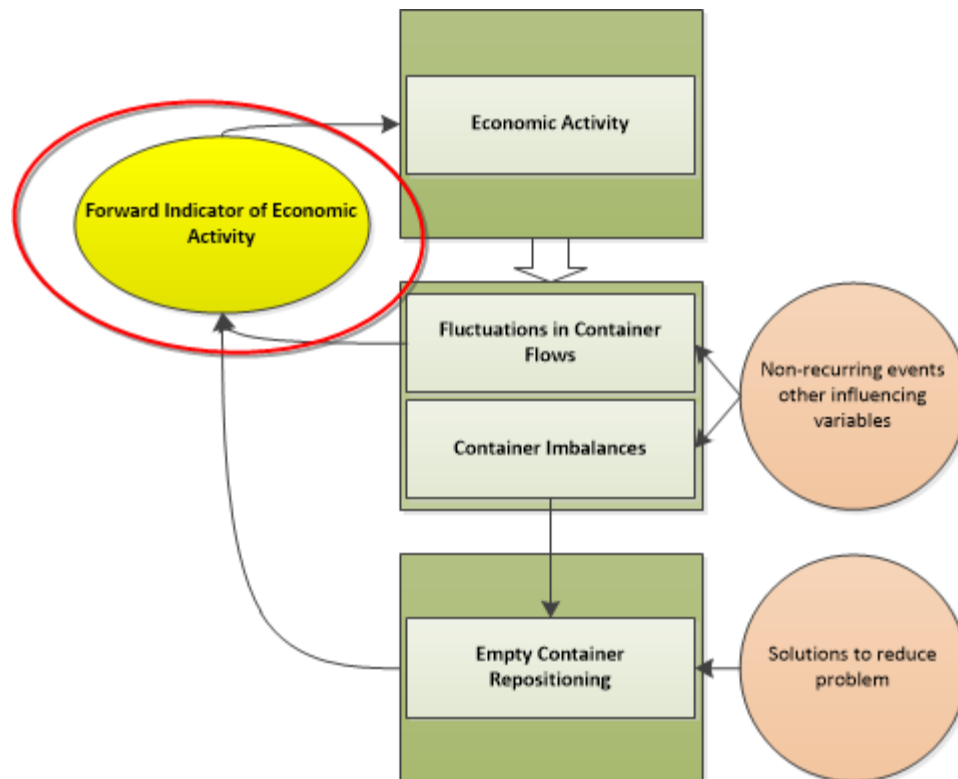 Economic Activity
Forward Indicator of Economic
Activity
Fluctuations in Container
Flows
Non-recurring events
other influencing
variables
Container Imbalances
Empty Container
Repositioning
Solutions to reduce
problem